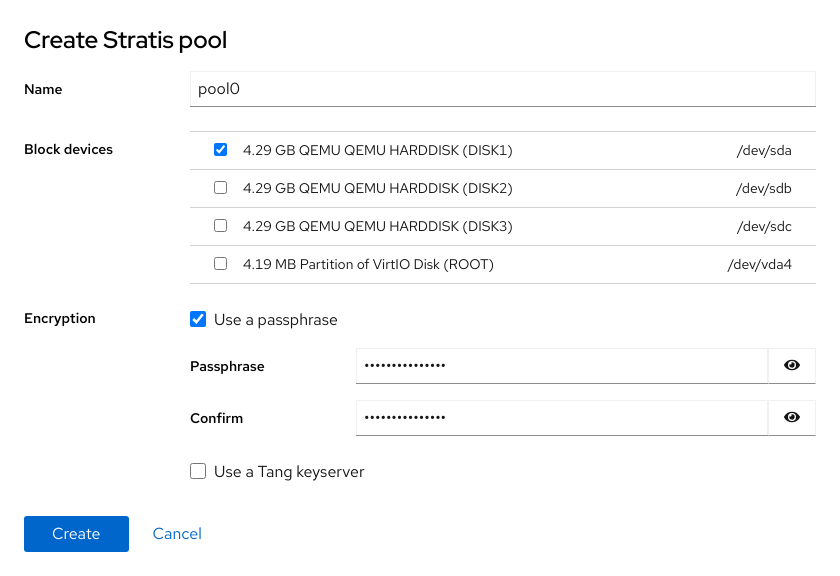 Create Stratis pool
Name
pool0
Block devices
4.29 GB QEMU QEMU HARDDISK (DISK1) /dev/sda
4.29 GB QEMU QEMU HARDDISK (DISK2) /dev/sdb
4.29 GB QEMU QEMU HARDDISK (DISK3) /dev/sdc
4.19 MB Partition of VirtIO Disk (ROOT) /dev/vda4
Encryption
Use a passphrase
Passphrase
•••••••••••••••
Confirm
•••••••••••••••
Use a Tang keyserver
Create
Cancel